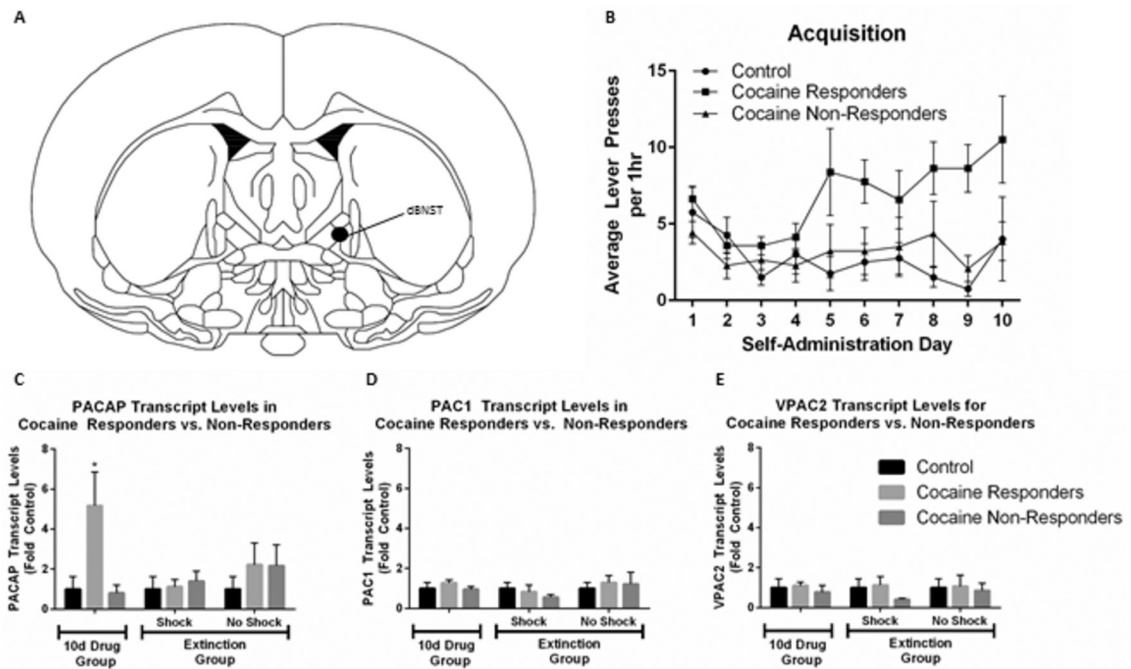 A
dBNST
B
Acquisition
Control
Cocaine Responders
Cocaine Non-Responders
Average Lever Presses
per 1hr
15
10
5
0
1 2 3 4 5 6 7 8 9 10
Self-Administration Day
C
PACAP Transcript Levels in
Cocaine Responders vs. Non-Responders
PACAP Transcript Levels
(Fold Control)
8
6
4
2
0
*
Shock No Shock
10d Drug
Group
Extinction
Group
D
PAC1 Transcript Levels in
Cocaine Responders vs. Non-Responders
PAC1 Transcript Levels
(Fold Control)
8
6
4
2
0
Shock No Shock
10d Drug
Group
Extinction
Group
E
VPAC2 Transcript Levels for
Cocaine Responders vs. Non-Responders
VPAC2 Transcript Levels
(Fold Control)
8
6
4
2
0
Control
Cocaine Responders
Cocaine Non-Responders
Shock No Shock
10d Drug
Group
Extinction
Group